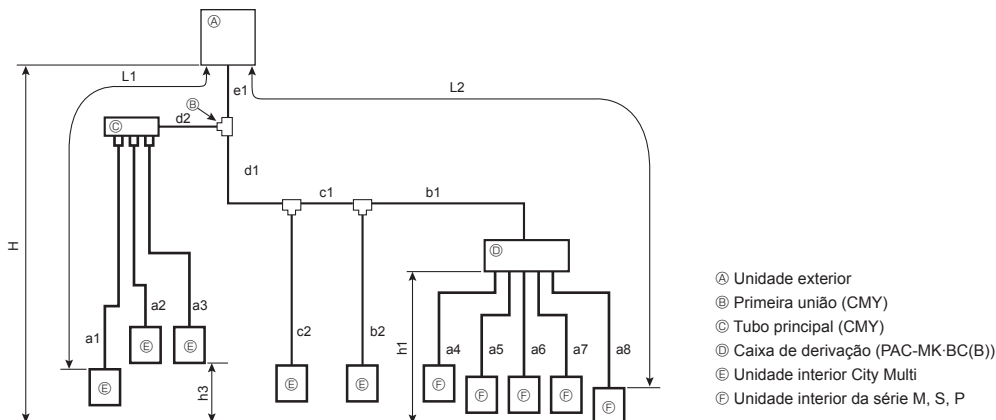 Ⓐ
L1
e1
L2
Ⓑ
d2
Ⓒ
d1
c1
b1
H
Ⓓ
a1
a2
a3
c2
b2
h1
a4
a5
a6
a7
a8
h3
Ⓔ
Ⓔ
Ⓔ
Ⓔ
Ⓔ
Ⓕ
Ⓕ
Ⓕ
Ⓕ
Ⓕ
Ⓐ Unidade exterior
Ⓑ Primeira união (CMY)
Ⓒ Tubo principal (CMY)
Ⓓ Caixa de derivação (PAC-MK·BC(B))
Ⓔ Unidade interior City Multi
Ⓕ Unidade interior da série M, S, P